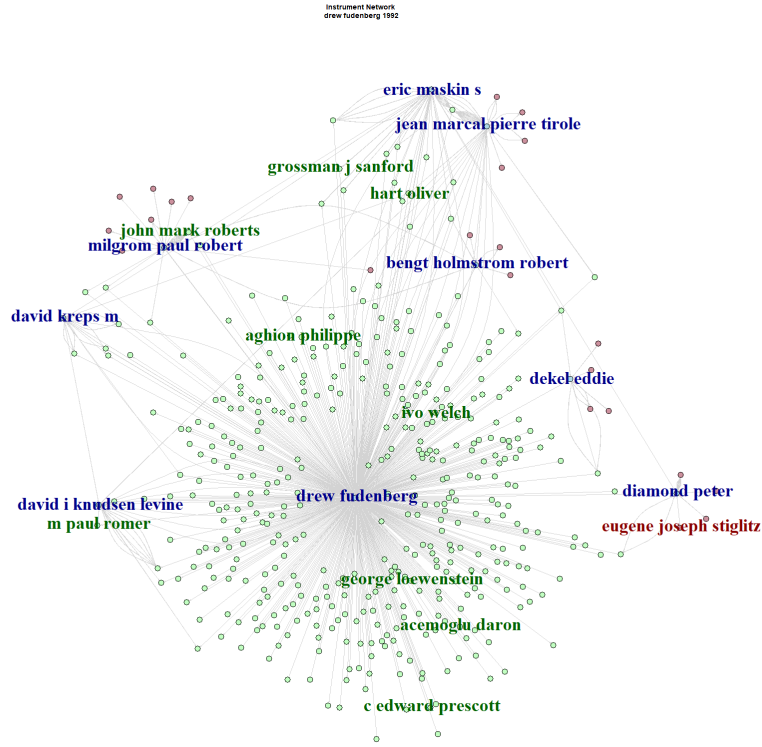 Instrument Network
drew fudenberg 1992
eric maskin s
jean marcal pierre tirole
grossman j sanford
hart oliver
john mark roberts
milgrom paul robert
bengt holmstrom robert
david kreps m
aghion philippe
dekel eddie
ivo welch
drew fudenberg
diamond peter
david i knudsen levine
m paul romer
eugene joseph stiglitz
george loewenstein
acemoglu daron
c edward prescott